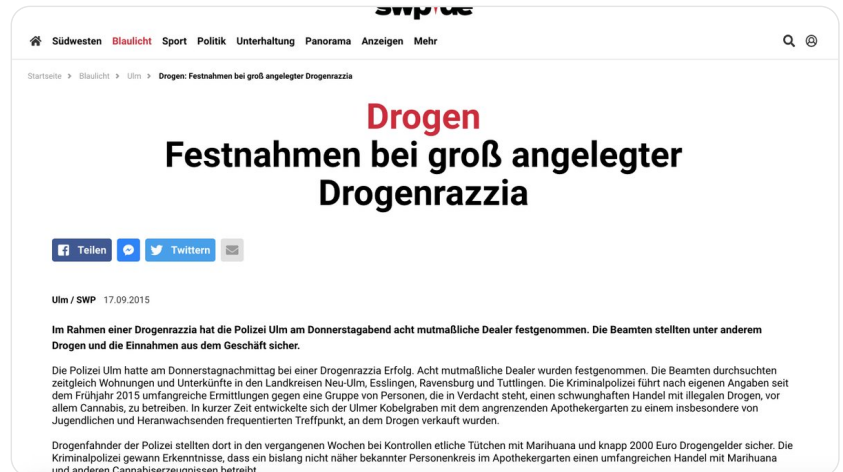 swp.de
Südwesten Blaulicht Sport Politik Unterhaltung Panorama Anzeigen Mehr
Startseite > Blaulicht > Ulm > Drogen: Festnahmen bei groß angelegter Drogenrazzia
Drogen
Festnahmen bei groß angelegter
Drogenrazzia
Teilen Twittern
Ulm / SWP 17.09.2015
Im Rahmen einer Drogenrazzia hat die Polizei Ulm am Donnerstagabend acht mutmaßliche Dealer festgenommen. Die Beamten stellten unter anderem
Drogen und die Einnahmen aus dem Geschäft sicher.
Die Polizei Ulm hatte am Donnerstagnachmittag bei einer Drogenrazzia Erfolg. Acht mutmaßliche Dealer wurden festgenommen. Die Beamten durchsuchten
zeitgleich Wohnungen und Unterkünfte in den Landkreisen Neu-Ulm, Esslingen, Ravensburg und Tuttlingen. Die Kriminalpolizei führt nach eigenen Angaben seit
dem Frühjahr 2015 umfangreiche Ermittlungen gegen eine Gruppe von Personen, die in Verdacht steht, einen schwunghaften Handel mit illegalen Drogen, vor
allem Cannabis, zu betreiben. In kurzer Zeit entwickelte sich der Ulmer Kobelgraben mit dem angrenzenden Apothekergarten zu einem insbesondere von
Jugendlichen und Heranwachsenden frequentierten Treffpunkt, an dem Drogen verkauft wurden.
Drogenfahnder der Polizei stellten dort in den vergangenen Wochen bei Kontrollen etliche Tütchen mit Marihuana und knapp 2000 Euro Drogengelder sicher. Die
Kriminalpolizei gewann Erkenntnisse, dass ein bislang nicht näher bekannter Personenkreis im Apothekergarten einen umfangreichen Handel mit Marihuana
und anderen Cannabiserzeugnissen betreibt.